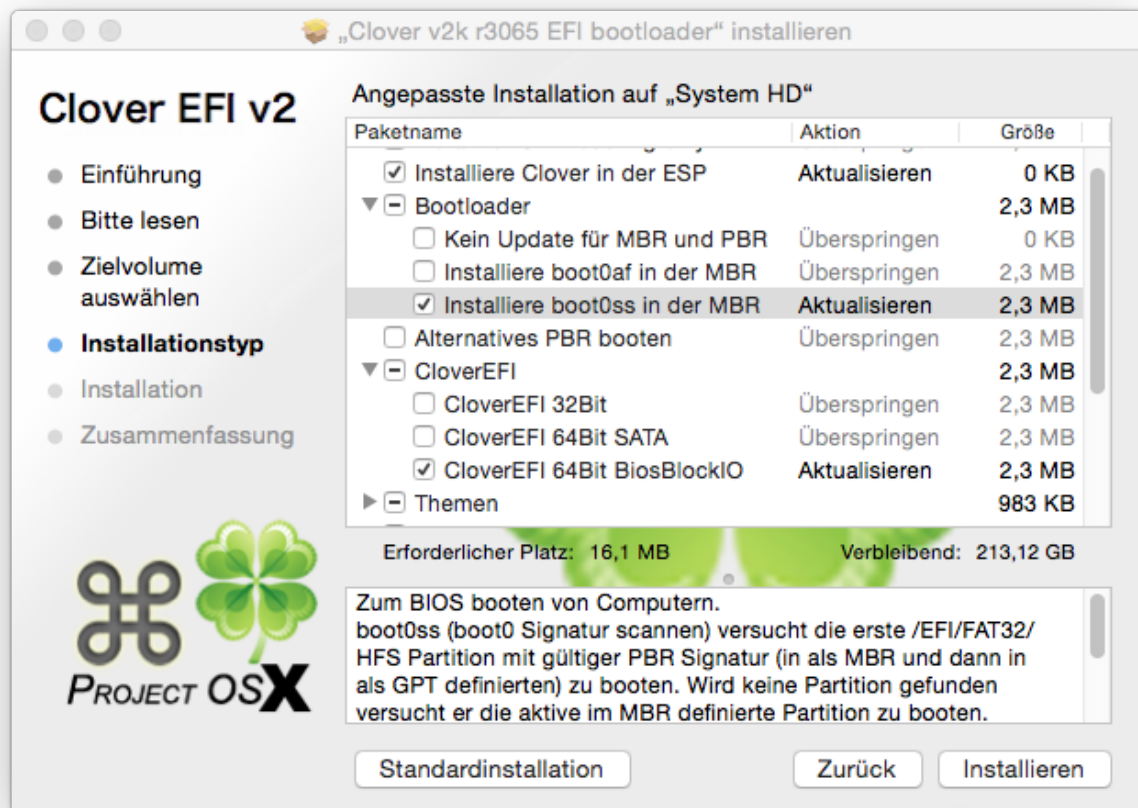 „Clover v2k r3065 EFI bootloader“ installieren
Clover EFI v2
Einführung
Bitte lesen
Zielvolume
auswählen
Installationstyp
Installation
Zusammenfassung
PROJECT OSX
Angepasste Installation auf „System HD“
Paketname Aktion Größe
Installiere Clover in der ESP Aktualisieren 0 KB
Bootloader 2,3 MB
Kein Update für MBR und PBR Überspringen 0 KB
Installiere boot0af in der MBR Überspringen 2,3 MB
Installiere boot0ss in der MBR Aktualisieren 2,3 MB
Alternatives PBR booten Überspringen 2,3 MB
CloverEFI 2,3 MB
CloverEFI 32Bit Überspringen 2,3 MB
CloverEFI 64Bit SATA Überspringen 2,3 MB
CloverEFI 64Bit BiosBlockIO Aktualisieren 2,3 MB
Themen 983 KB
Erforderlicher Platz: 16,1 MB Verbleibend: 213,12 GB
Zum BIOS booten von Computern.
boot0ss (boot0 Signatur scannen) versucht die erste /EFI/FAT32/
HFS Partition mit gültiger PBR Signatur (in als MBR und dann in
als GPT definierten) zu booten. Wird keine Partition gefunden
versucht er die aktive im MBR definierte Partition zu booten.
Standardinstallation Zurück Installieren